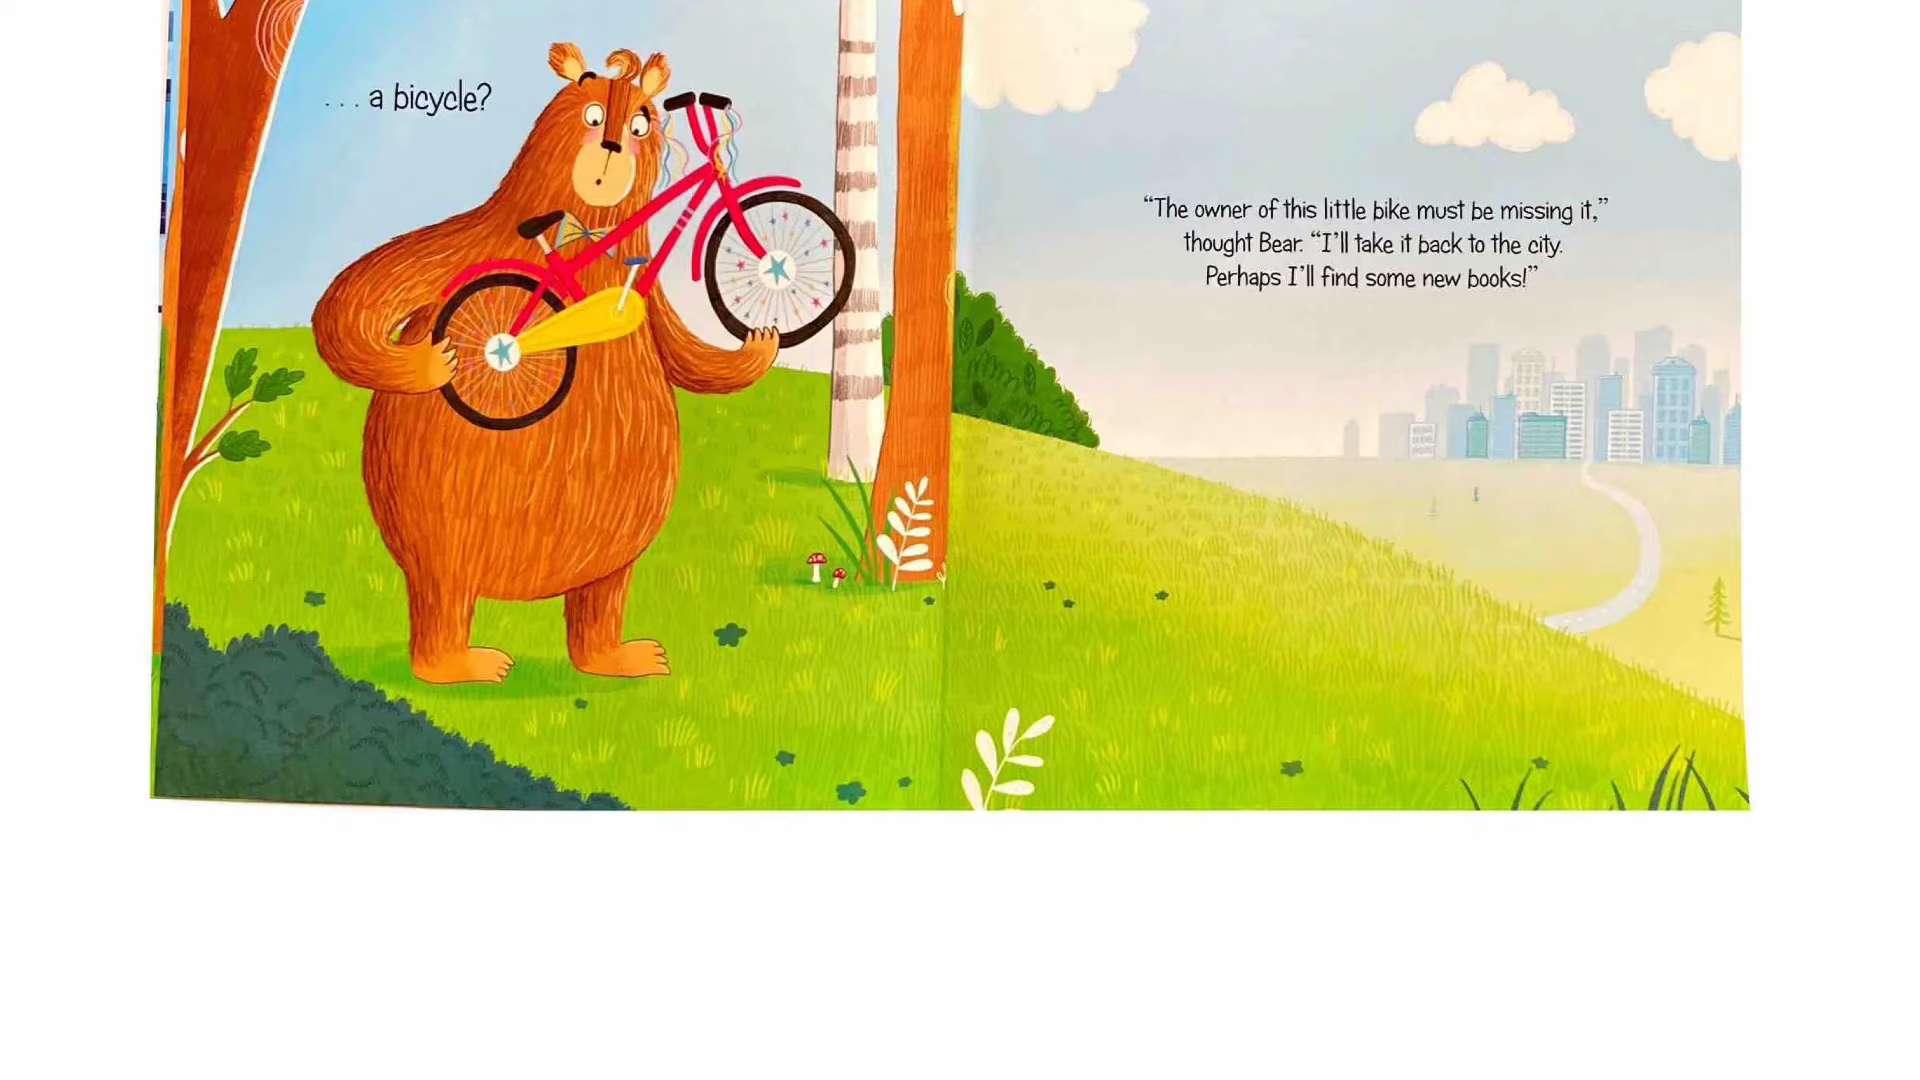 . . . a bicycle?
“The owner of this little bike must be missing it,”
thought Bear. “I’ll take it back to the city.
Perhaps I’ll find some new books!”